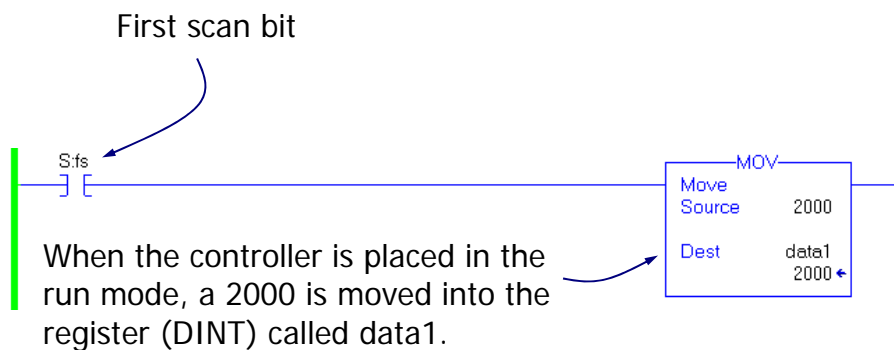 First scan bit
S:fs
MOV
Move
Source 2000
Dest data1
2000
When the controller is placed in the
run mode, a 2000 is moved into the
register (DINT) called data1.